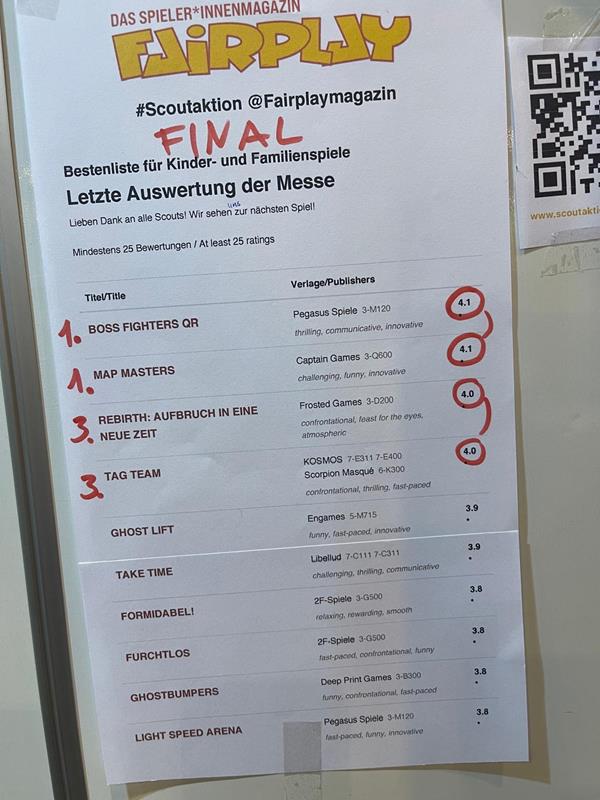 DAS SPIELER*INNENMAGAZIN
FAIRPLAY
#Scoutaktion @Fairplaymagazin
FINAL
Bestenliste für Kinder- und Familienspiele
Letzte Auswertung der Messe
uns
Lieben Dank an alle Scouts! Wir sehen zur nächsten Spiel!
Mindestens 25 Bewertungen / At least 25 ratings
www.scoutakti
Titel/Title Verlage/Publishers
1. BOSS FIGHTERS QR Pegasus Spiele 3-M120 4.1
thrilling, communicative, innovative
1. MAP MASTERS Captain Games 3-Q600 4.1
challenging, funny, innovative
3. REBIRTH: AUFBRUCH IN EINE Frosted Games 3-D200 4.0
NEUE ZEIT confrontational, feast for the eyes,
atmospheric
3. TAG TEAM KOSMOS 7-E311 7-E400 4.0
Scorpion Masqué 6-K300
confrontational, thrilling, fast-paced
GHOST LIFT Engames 5-M715 3.9
funny, fast-paced, innovative
TAKE TIME Libellud 7-C111 7-C311 3.9
challenging, thrilling, communicative
FORMIDABEL! 2F-Spiele 3-G500 3.8
relaxing, rewarding, smooth
FURCHTLOS 2F-Spiele 3-G500 3.8
fast-paced, confrontational, funny
GHOSTBUMPERS Deep Print Games 3-B300 3.8
funny, confrontational, fast-paced
LIGHT SPEED ARENA Pegasus Spiele 3-M120 3.8
fast-paced, funny, innovative